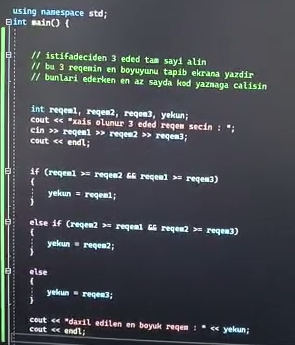 using namespace std;
int main() {
// istifadeciden 3 eded tam sayi alin
// bu 3 reqemin en boyuyunu tapib ekrana yazdir
// bunlari ederken en az sayda kod yazmaga calisin
int reqem1, reqem2, reqem3, yekun;
cout << "xais olunur 3 eded reqem secin : ";
cin >> reqem1 >> reqem2 >> reqem3;
cout << endl;
if (reqem1 >= reqem2 && reqem1 >= reqem3)
{
yekun = reqem1;
}
else if (reqem2 >= reqem1 && reqem2 >= reqem3)
{
yekun = reqem2;
}
else
{
yekun = reqem3;
}
cout << "daxil edilen en boyuk reqem : " << yekun;
cout << endl;